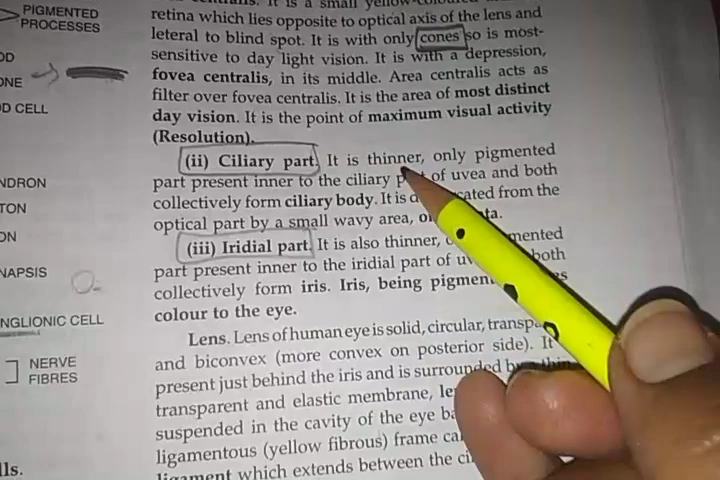 PIGMENTED
PROCESSES
OD
ONE
D CELL
NDRON
TON
ON
NAPSIS
NGLIONIC CELL
NERVE
FIBRES
lls.
It is a small
retina which lies opposite to optical axis of the lens and
leteral to blind spot. It is with only cones so is most-
sensitive to day light vision. It is with a depression,
fovea centralis, in its middle. Area centralis acts as
filter over fovea centralis. It is the area of most distinct
day vision. It is the point of maximum visual activity
(Resolution).
(ii) Ciliary part. It is thinner, only pigmented
part present inner to the ciliary of uvea and both
collectively form ciliary body. It is from the
optical part by a small wavy area,
(iii) Iridial part. It is also thinner,
part present inner to the iridial part of both
collectively form iris. Iris, being
colour to the eye.
Lens. Lens of human eye is solid, circular,
and biconvex (more convex on posterior side). It
present just behind the iris and is surrounded by a thin
transparent and elastic membrane,
suspended in the cavity of the eye
ligamentous (yellow fibrous) frame
ligament which extends between the